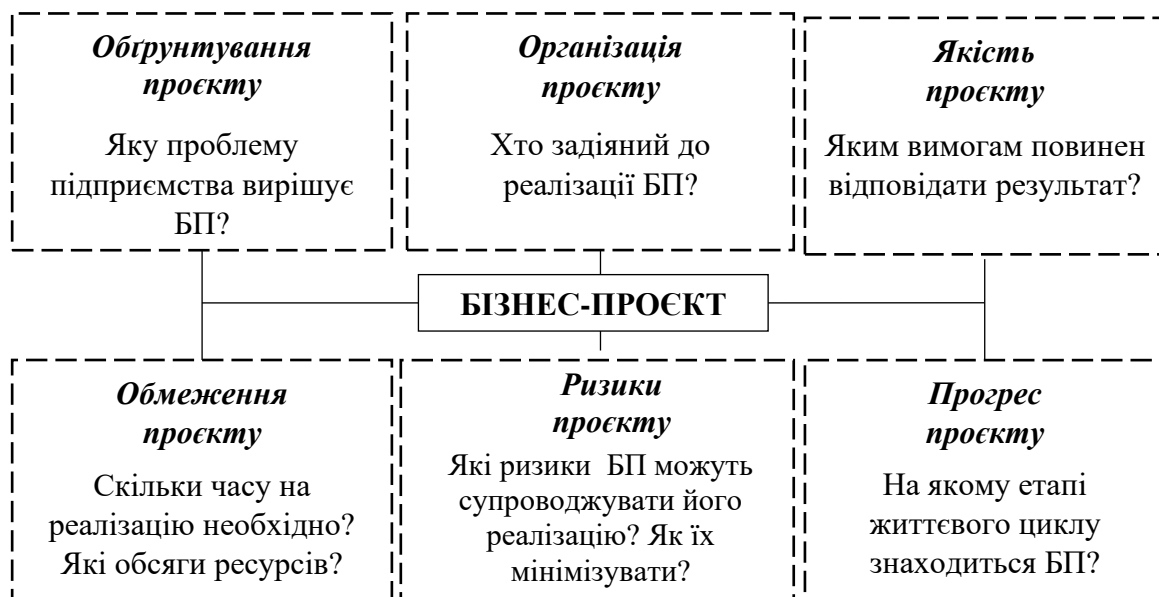 Обґрунтування
проєкту
Яку проблему
підприємства вирішує
БП?
Організація
проєкту
Хто задіяний до
реалізації БП?
Якість
проєкту
Яким вимогам повинен
відповідати результат?
БІЗНЕС-ПРОЄКТ
Обмеження
проєкту
Скільки часу на
реалізацію необхідно?
Які обсяги ресурсів?
Ризики
проєкту
Які ризики БП можуть
супроводжувати його
реалізацію? Як їх
мінімізувати?
Прогрес
проєкту
На якому етапі
життєвого циклу
знаходиться БП?